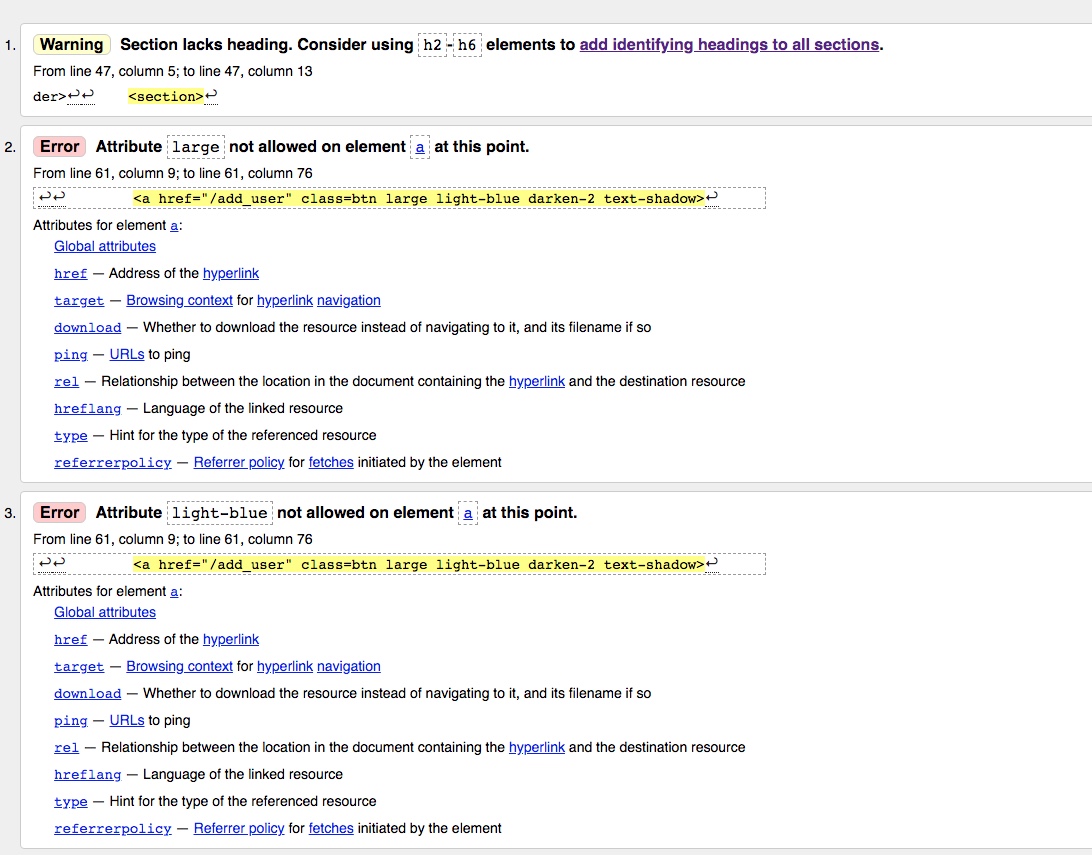 1. Warning Section lacks heading. Consider using h2-h6 elements to add identifying headings to all sections.
From line 47, column 5; to line 47, column 13
der>↩↩    <section>↩
2. Error Attribute large not allowed on element a at this point.
From line 61, column 9; to line 61, column 76
↩↩        <a href="/add_user" class=btn large light-blue darken-2 text-shadow>↩
Attributes for element a:
Global attributes
href — Address of the hyperlink
target — Browsing context for hyperlink navigation
download — Whether to download the resource instead of navigating to it, and its filename if so
ping — URLs to ping
rel — Relationship between the location in the document containing the hyperlink and the destination resource
hreflang — Language of the linked resource
type — Hint for the type of the referenced resource
referrerpolicy — Referrer policy for fetches initiated by the element
3. Error Attribute light-blue not allowed on element a at this point.
From line 61, column 9; to line 61, column 76
↩↩        <a href="/add_user" class=btn large light-blue darken-2 text-shadow>↩
Attributes for element a:
Global attributes
href — Address of the hyperlink
target — Browsing context for hyperlink navigation
download — Whether to download the resource instead of navigating to it, and its filename if so
ping — URLs to ping
rel — Relationship between the location in the document containing the hyperlink and the destination resource
hreflang — Language of the linked resource
type — Hint for the type of the referenced resource
referrerpolicy — Referrer policy for fetches initiated by the element